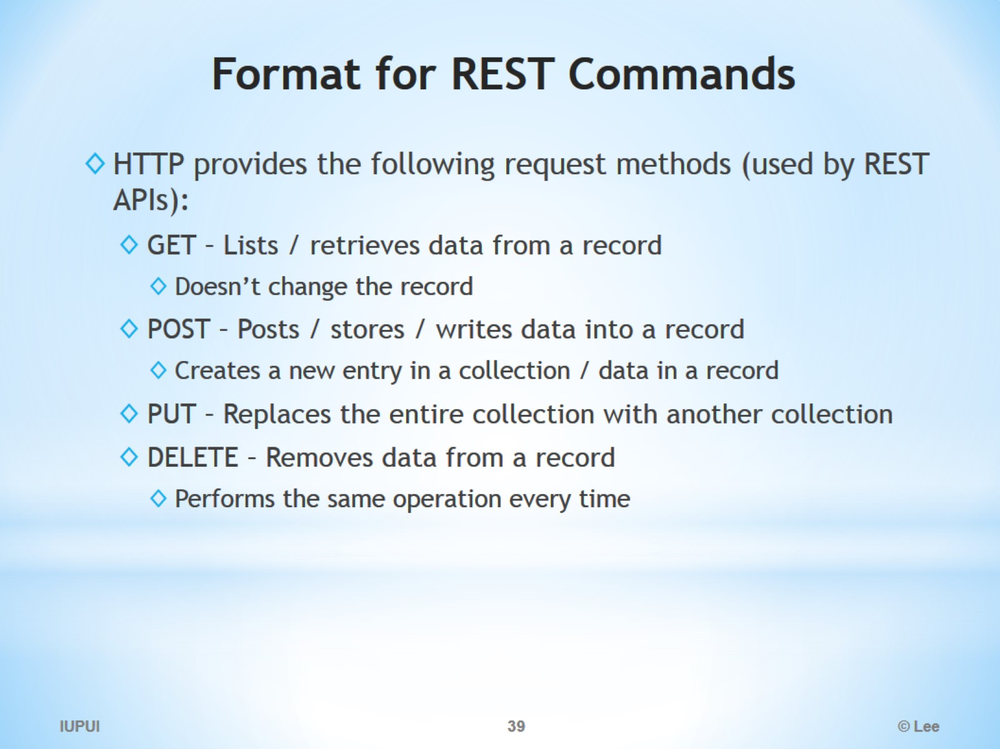 Format for REST Commands
HTTP provides the following request methods (used by REST
APIs):
GET – Lists / retrieves data from a record
Doesn’t change the record
POST – Posts / stores / writes data into a record
Creates a new entry in a collection / data in a record
PUT – Replaces the entire collection with another collection
DELETE – Removes data from a record
Performs the same operation every time
IUPUI 39 © Lee